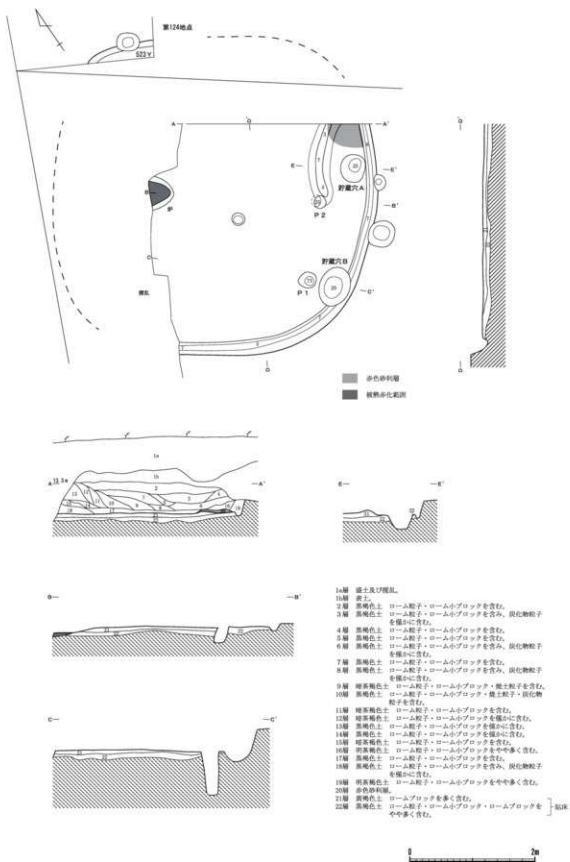 第124地点
523Y
A
A'
D
D'
E
E'
B
B'
C
C'
炉
P2
貯蔵穴A
貯蔵穴B
P1
撹乱
赤色砂利層
被熱赤化範囲
1a
1b
A
A'
E
E'
B
B'
C
C'
1a層 盛土及び撹乱。
1b層 表土。
2層 黒褐色土 ローム粒子・ローム小ブロックを含む。
3層 黒褐色土 ローム粒子・ローム小ブロックを含み、炭化物粒子
を僅かに含む。
4層 黒褐色土 ローム粒子・ローム小ブロックを含む。
5層 黒褐色土 ローム粒子・ローム小ブロックを含む。
6層 黒褐色土 ローム粒子・ローム小ブロックを含み、炭化物粒子
を僅かに含む。
7層 黒褐色土 ローム粒子・ローム小ブロックを含む。
8層 黒褐色土 ローム粒子・ローム小ブロックを含み、炭化物粒子
を僅かに含む。
9層 暗茶褐色土 ローム粒子・ローム小ブロック・焼土粒子を含む。
10層 黒褐色土 ローム粒子・ローム小ブロック・焼土粒子・炭化物
粒子を含む。
11層 暗茶褐色土 ローム粒子・ローム小ブロックを含む。
12層 暗茶褐色土 ローム粒子・ローム小ブロックを僅かに含む。
13層 黒褐色土 ローム粒子・ローム小ブロックを僅かに含む。
14層 黒褐色土 ローム粒子・ローム小ブロックを僅かに含む。
15層 暗茶褐色土 ローム粒子・ローム小ブロックを含む。
16層 明茶褐色土 ローム粒子・ローム小ブロックをやや多く含む。
17層 黒褐色土 ローム粒子・ローム小ブロックを含む。
18層 黒褐色土 ローム粒子・ローム小ブロックを含み、炭化物粒子
を僅かに含む。
19層 明茶褐色土 ローム粒子・ローム小ブロックをやや多く含む。
20層 赤色砂利層。
21層 黄褐色土 ロームブロックを多く含む。
22層 黒褐色土 ローム粒子・ローム小ブロック・ロームブロックを
やや多く含む。
貼床
0 2m